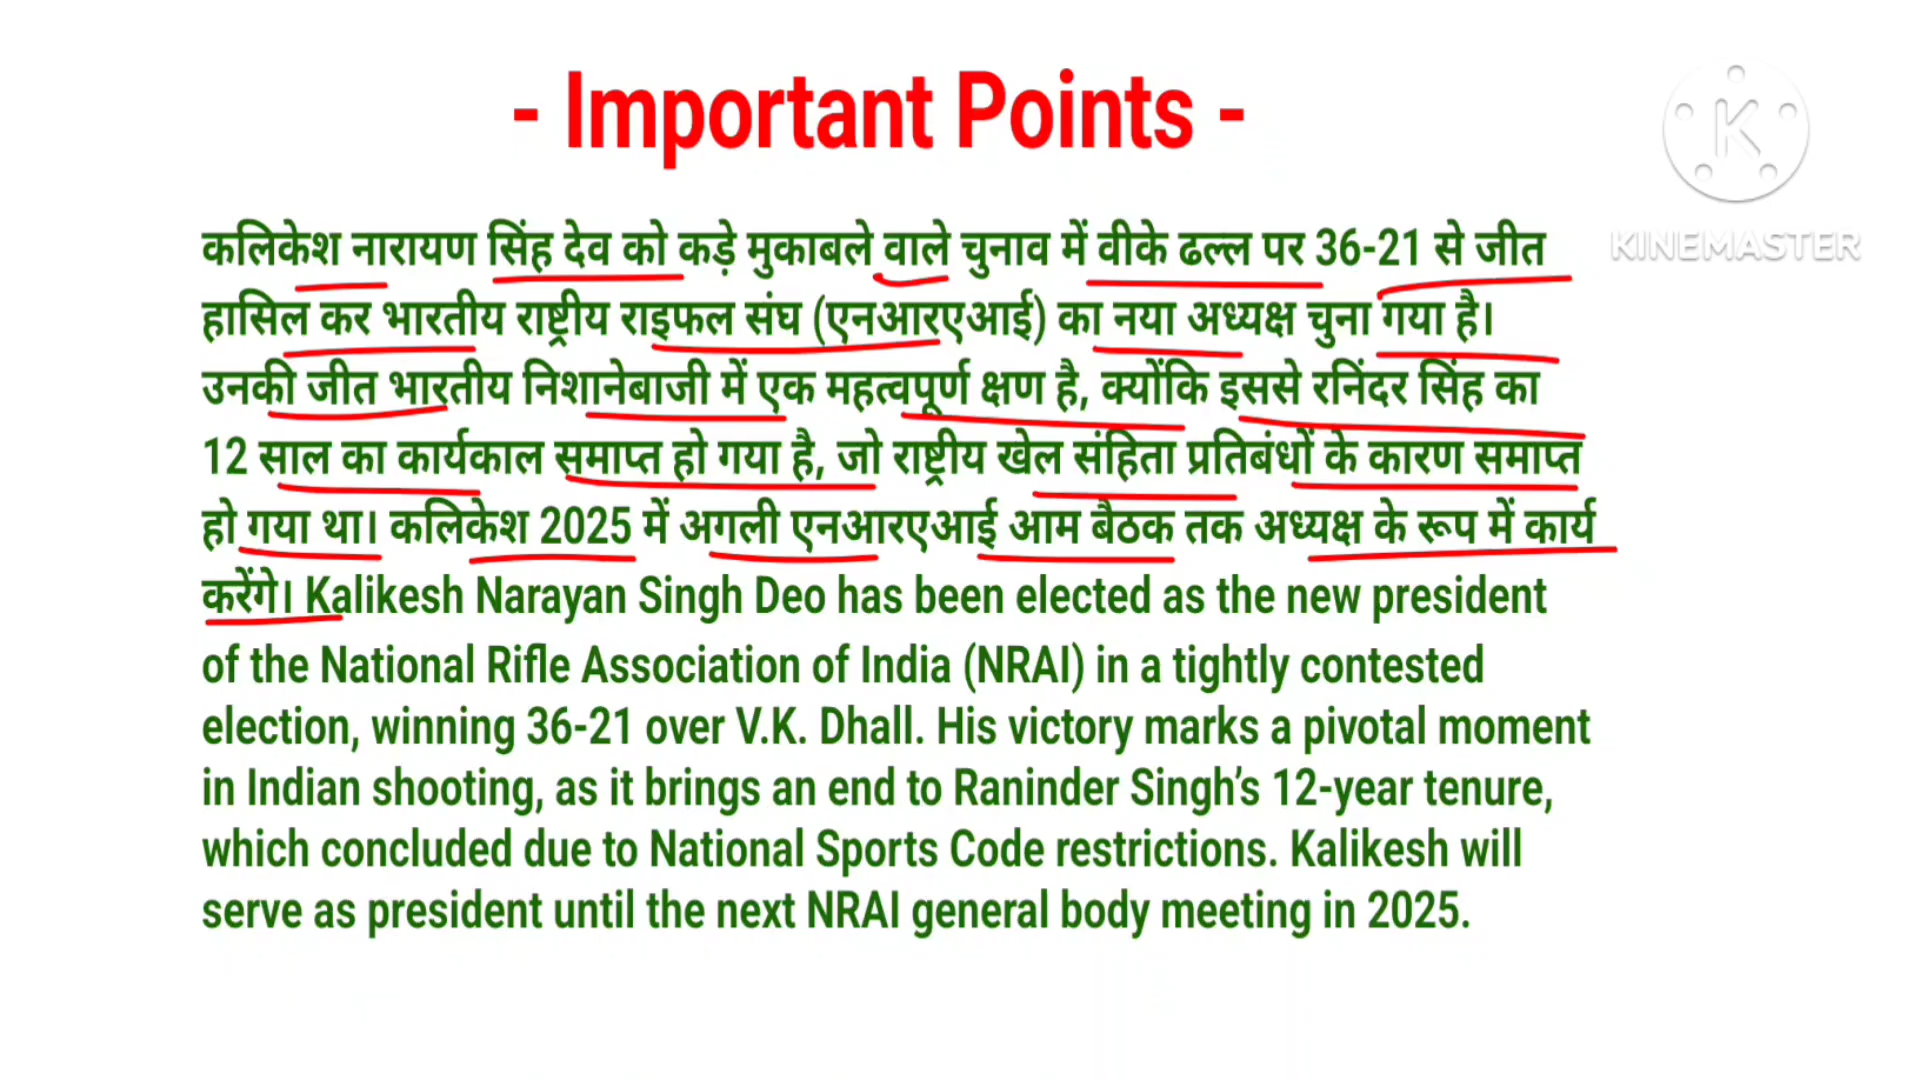 - Important Points -
KINEMASTER
कलिकेश नारायण सिंह देव को कड़े मुकाबले वाले चुनाव में वीके ढल्ल पर 36-21 से जीत
हासिल कर भारतीय राष्ट्रीय राइफल संघ (एनआरएआई) का नया अध्यक्ष चुना गया है।
उनकी जीत भारतीय निशानेबाजी में एक महत्वपूर्ण क्षण है, क्योंकि इससे रनिंदर सिंह का
12 साल का कार्यकाल समाप्त हो गया है, जो राष्ट्रीय खेल संहिता प्रतिबंधों के कारण समाप्त
हो गया था। कलिकेश 2025 में अगली एनआरएआई आम बैठक तक अध्यक्ष के रूप में कार्य
करेंगे। Kalikesh Narayan Singh Deo has been elected as the new president
of the National Rifle Association of India (NRAI) in a tightly contested
election, winning 36-21 over V.K. Dhall. His victory marks a pivotal moment
in Indian shooting, as it brings an end to Raninder Singh’s 12-year tenure,
which concluded due to National Sports Code restrictions. Kalikesh will
serve as president until the next NRAI general body meeting in 2025.